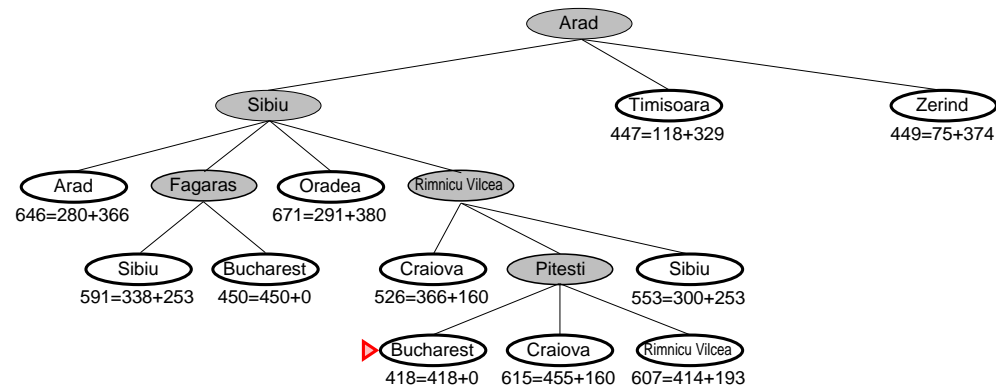 Arad
Sibiu Timisoara Zerind
447=118+329 449=75+374
Arad Fagaras Oradea Rimnicu Vilcea
646=280+366 671=291+380
Sibiu Bucharest Craiova Pitesti Sibiu
591=338+253 450=450+0 526=366+160 553=300+253
Bucharest Craiova Rimnicu Vilcea
418=418+0 615=455+160 607=414+193